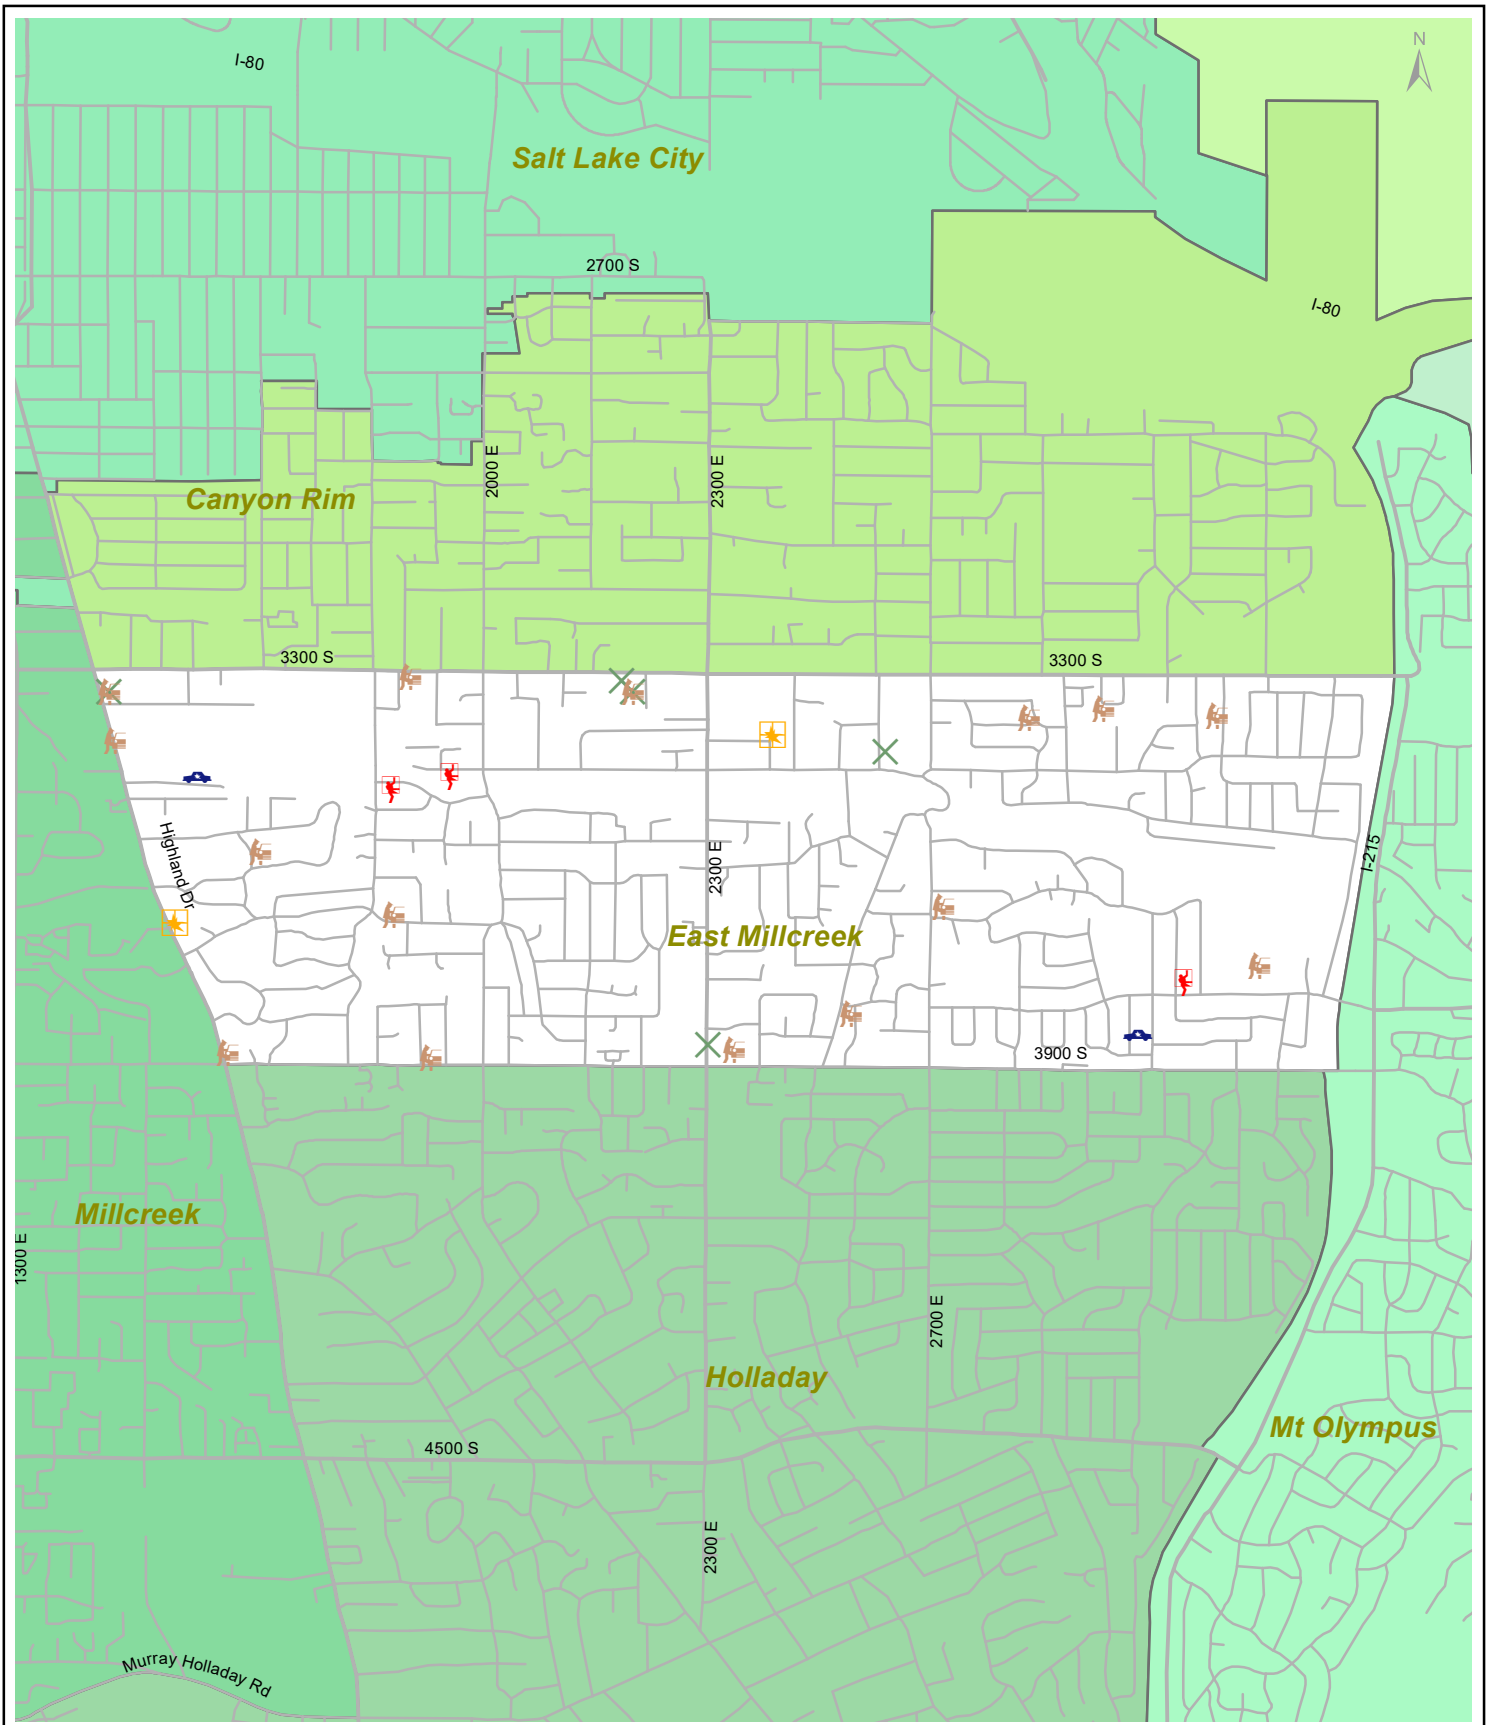 N
I-80
Salt Lake City
2700 S
I-80
2000 E
2300 E
Canyon Rim
3300 S
3300 S
Highland Dr
2300 E
I-215
East Millcreek
3900 S
Millcreek
1300 E
2700 E
Holladay
Mt Olympus
4500 S
2300 E
Murray Holladay Rd